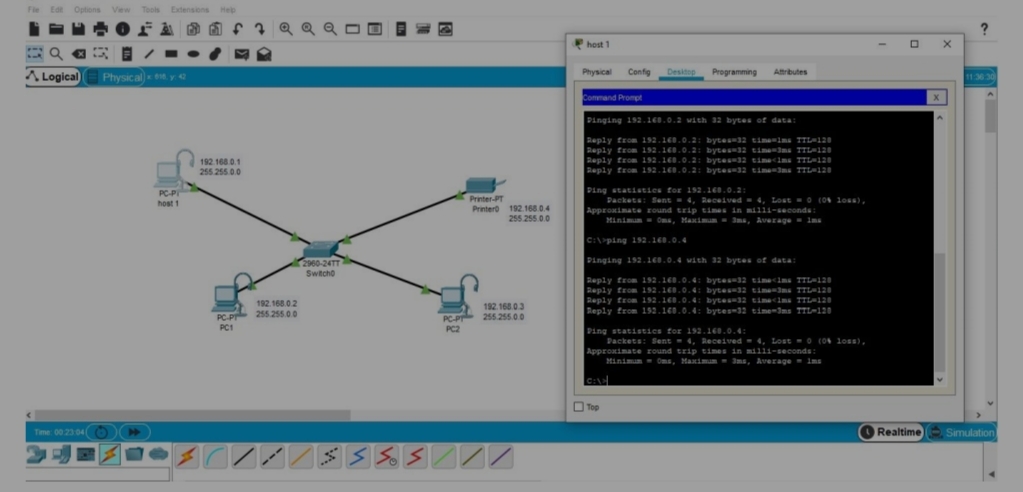 File Edit Options View Tools Extensions Help
Logical
Physical x: 818, y: 42
11:36:30
192.168.0.1
255.255.0.0
PC-PT
host 1
Printer-PT
Printer0
192.168.0.4
255.255.0.0
2960-24TT
Switch0
192.168.0.2
255.255.0.0
PC-PT
PC1
192.168.0.3
255.255.0.0
PC-PT
PC2
host 1
Physical Config Desktop Programming Attributes
Command Prompt X
Pinging 192.168.0.2 with 32 bytes of data:
Reply from 192.168.0.2: bytes=32 time=1ms TTL=128
Reply from 192.168.0.2: bytes=32 time=3ms TTL=128
Reply from 192.168.0.2: bytes=32 time<1ms TTL=128
Reply from 192.168.0.2: bytes=32 time=3ms TTL=128
Ping statistics for 192.168.0.2:
Packets: Sent = 4, Received = 4, Lost = 0 (0% loss),
Approximate round trip times in milli-seconds:
Minimum = 0ms, Maximum = 3ms, Average = 1ms
C:\>ping 192.168.0.4
Pinging 192.168.0.4 with 32 bytes of data:
Reply from 192.168.0.4: bytes=32 time<1ms TTL=128
Reply from 192.168.0.4: bytes=32 time=3ms TTL=128
Reply from 192.168.0.4: bytes=32 time<1ms TTL=128
Reply from 192.168.0.4: bytes=32 time=3ms TTL=128
Ping statistics for 192.168.0.4:
Packets: Sent = 4, Received = 4, Lost = 0 (0% loss),
Approximate round trip times in milli-seconds:
Minimum = 0ms, Maximum = 3ms, Average = 1ms
C:\>
Top
Time: 00:23:04
Realtime
Simulation